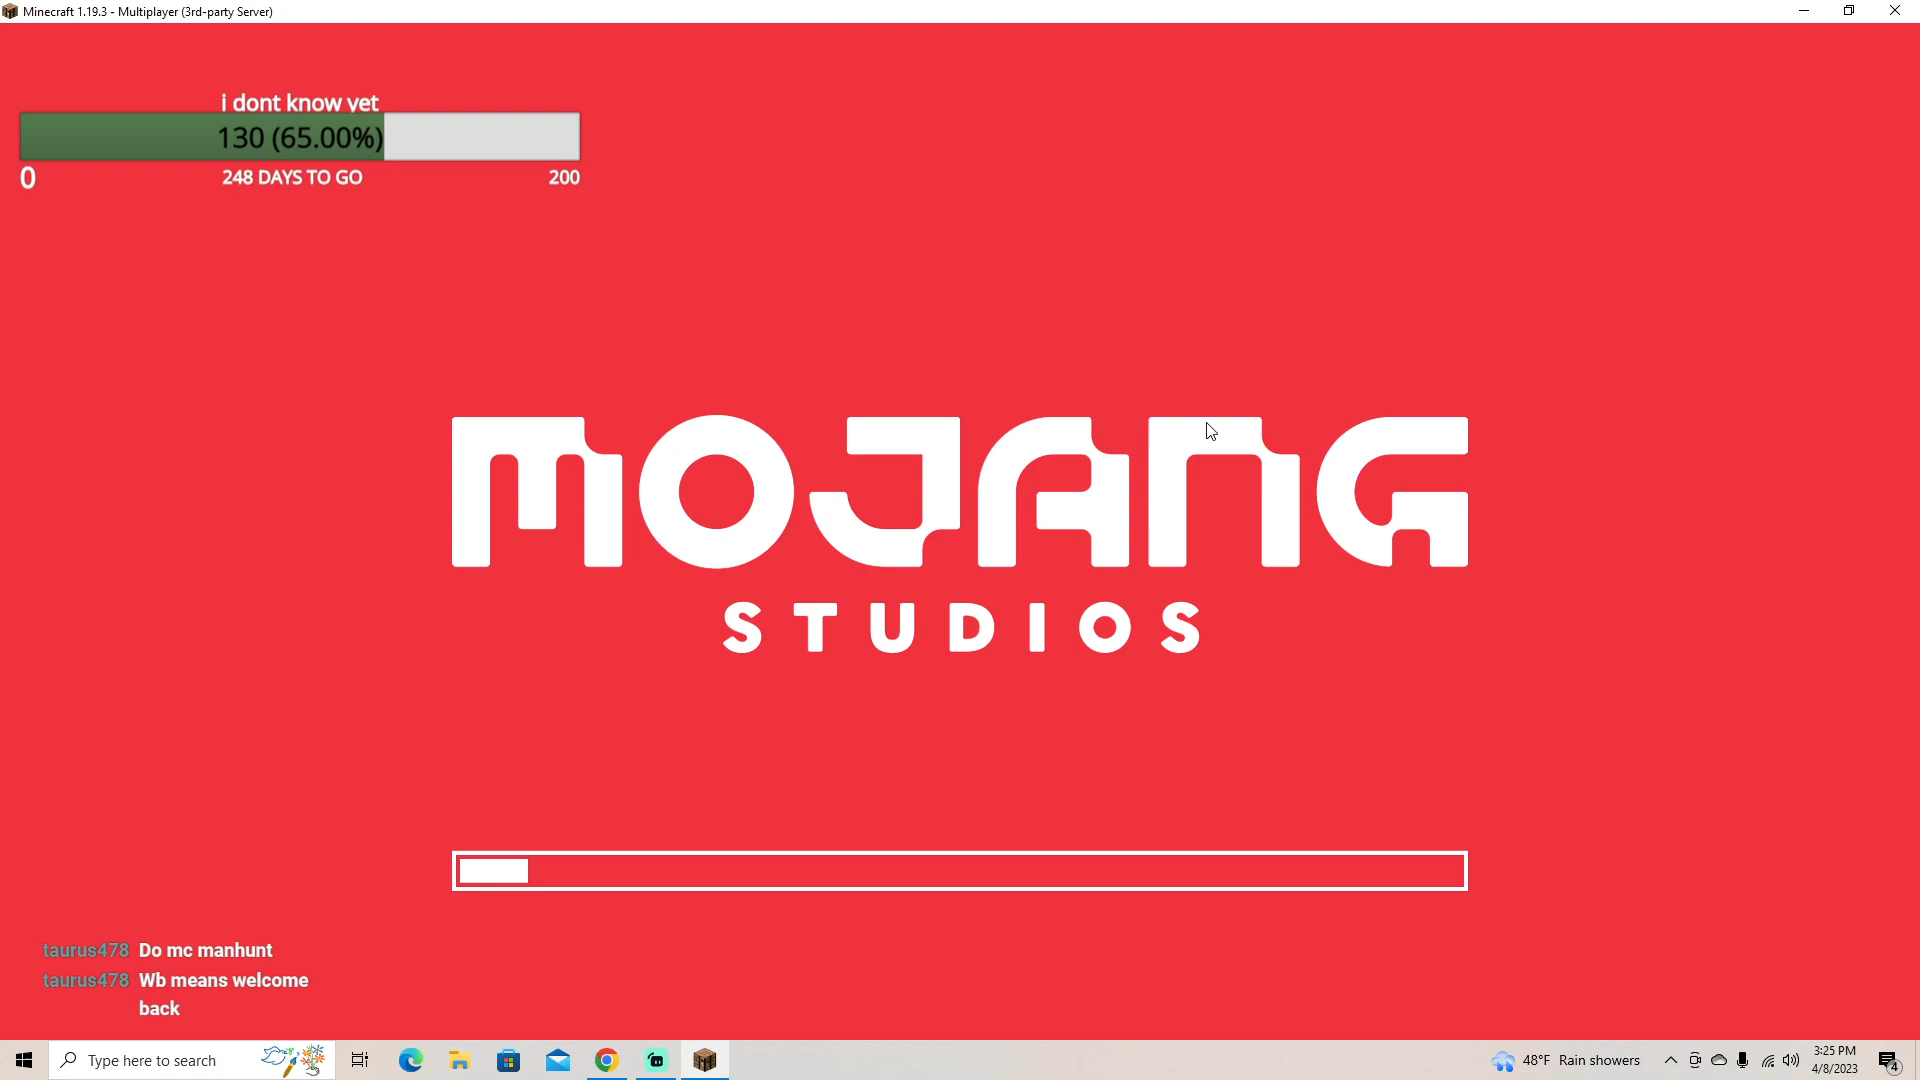 Minecraft 1.19.3 - Multiplayer (3rd-party Server)
i dont know yet
130 (65.00%)
0 248 DAYS TO GO 200
MOJANG
STUDIOS
taurus478 Do mc manhunt
taurus478 Wb means welcome
back
Type here to search
48°F Rain showers
3:25 PM
4/8/2023
4